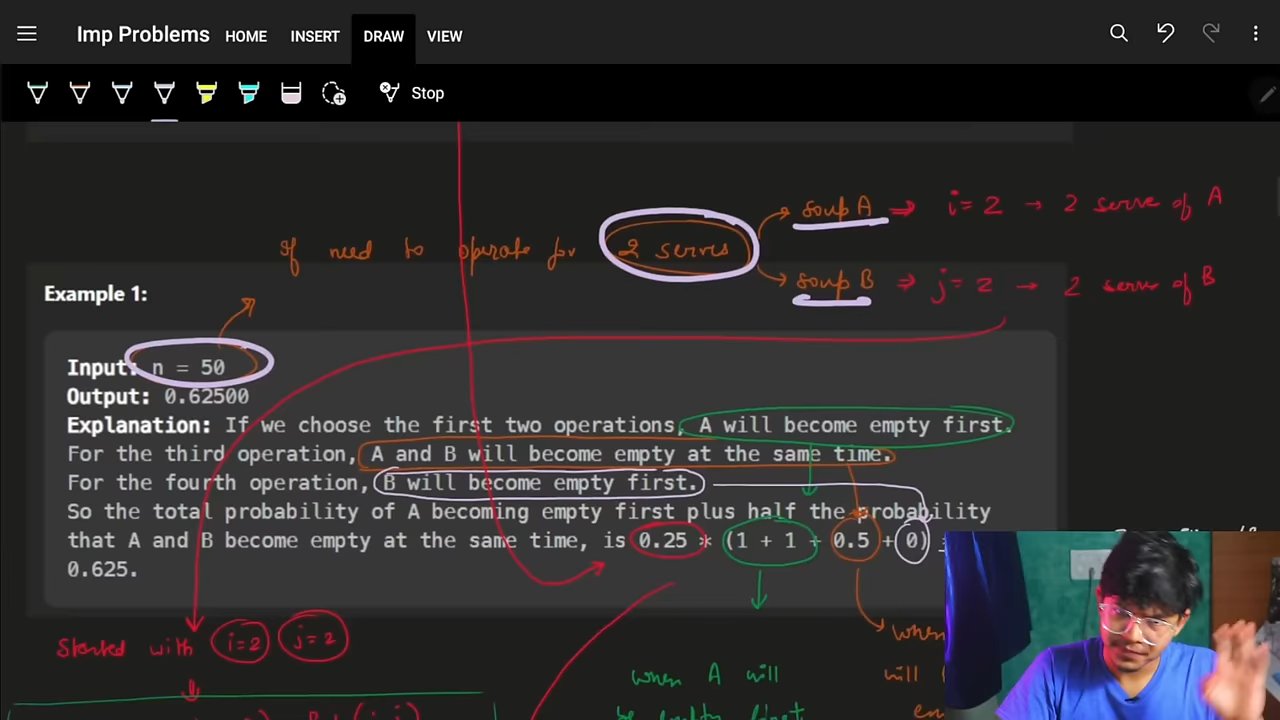 Imp Problems HOME INSERT DRAW VIEW
Stop
If need to operate for 2 serves
soup A ⇒ i=2 → 2 serve of A
soup B ⇒ j=2 → 2 serve of B
Example 1:
Input: n = 50
Output: 0.62500
Explanation: If we choose the first two operations, A will become empty first.
For the third operation, A and B will become empty at the same time.
For the fourth operation, B will become empty first.
So the total probability of A becoming empty first plus half the probability
that A and B become empty at the same time, is 0.25 * (1 + 1 + 0.5 + 0)
0.625.
Started with i=2 j=2
when A will
be empty first
when
will